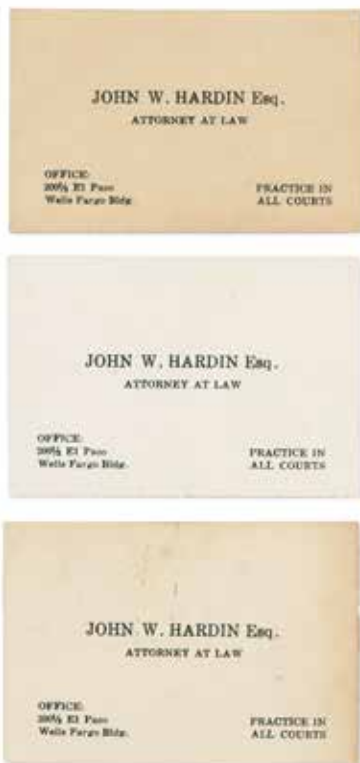 JOHN W. HARDIN Esq.
ATTORNEY AT LAW
OFFICE:
200½ El Paso
Wells Fargo Bldg.
PRACTICE IN
ALL COURTS
JOHN W. HARDIN Esq.
ATTORNEY AT LAW
OFFICE:
200½ El Paso
Wells Fargo Bldg.
PRACTICE IN
ALL COURTS
JOHN W. HARDIN Esq.
ATTORNEY AT LAW
OFFICE:
200½ El Paso
Wells Fargo Bldg.
PRACTICE IN
ALL COURTS